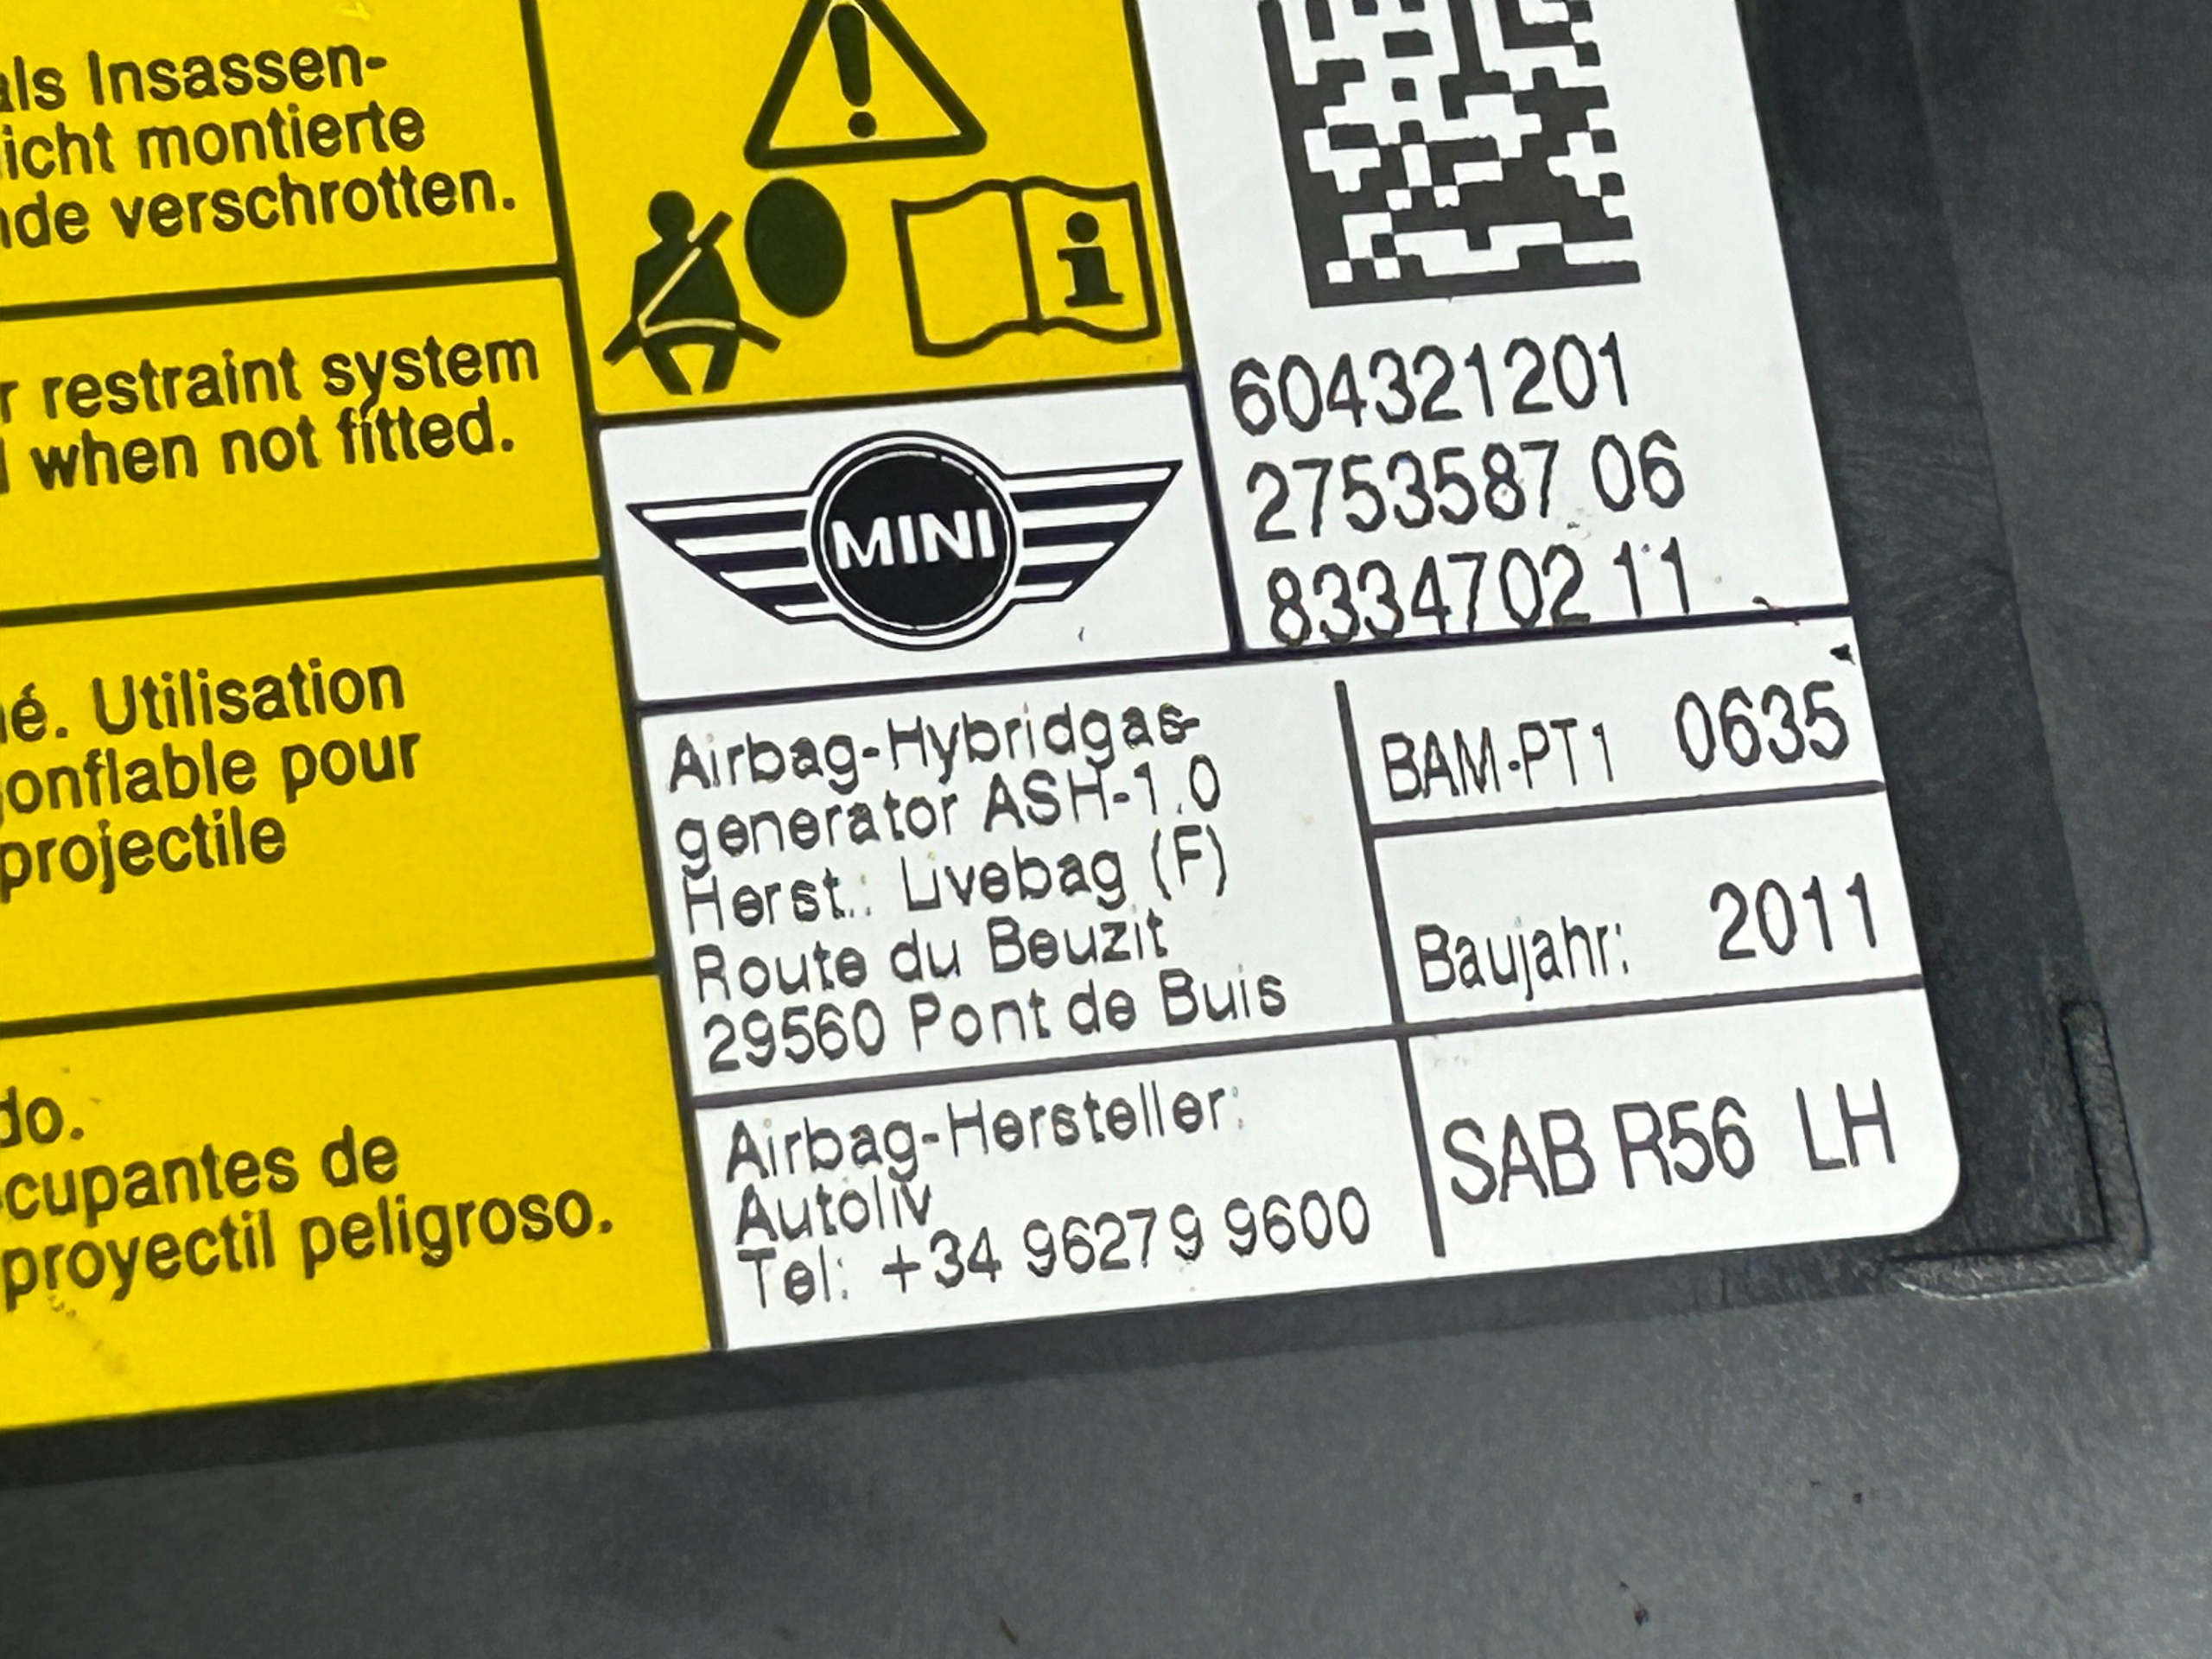 als Insassen-
icht montierte
nde verschrotten.
r restraint system
when not fitted.
é. Utilisation
onflable pour
projectile
do.
cupantes de
proyectil peligroso.
i
MINI
604321201
2753587 06
8334702 11
Airbag-Hybridgas-
generator ASH-1.0
Herst.: Livebag (F)
Route du Beuzit
29560 Pont de Buis
BAM-PT1 0635
Baujahr: 2011
Airbag-Hersteller:
Autoliv
Tel: +34 96279 9600
SAB R56 LH